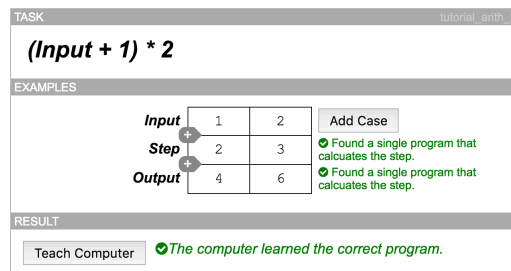 TASK tutorial_arith_
(Input + 1) * 2
EXAMPLES
Input 1 2 Add Case
+
Found a single program that
calcuates the step.
Step 2 3
+
Found a single program that
calcuates the step.
Output 4 6
RESULT
Teach Computer The computer learned the correct program.